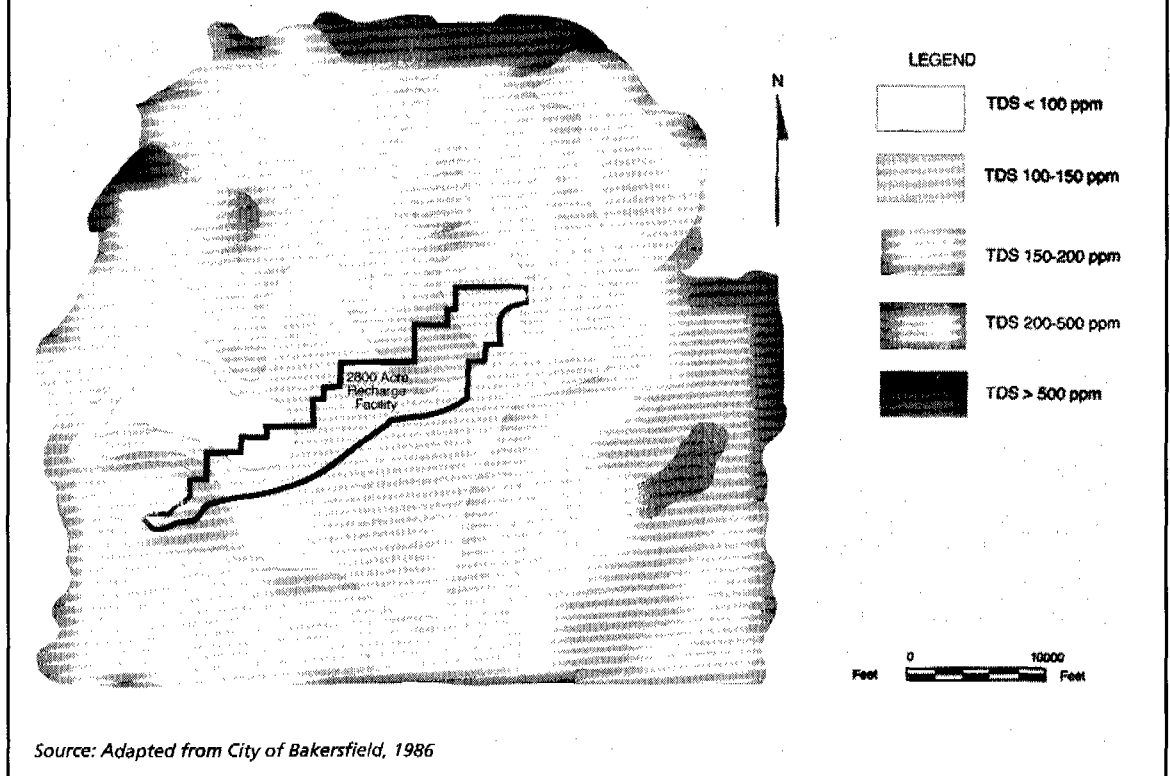 LEGEND
N
TDS < 100 ppm
TDS 100-150 ppm
TDS 150-200 ppm
TDS 200-500 ppm
TDS > 500 ppm
2800 Acre
Recharge
Facility
0 10000
Feet Feet
Source: Adapted from City of Bakersfield, 1986